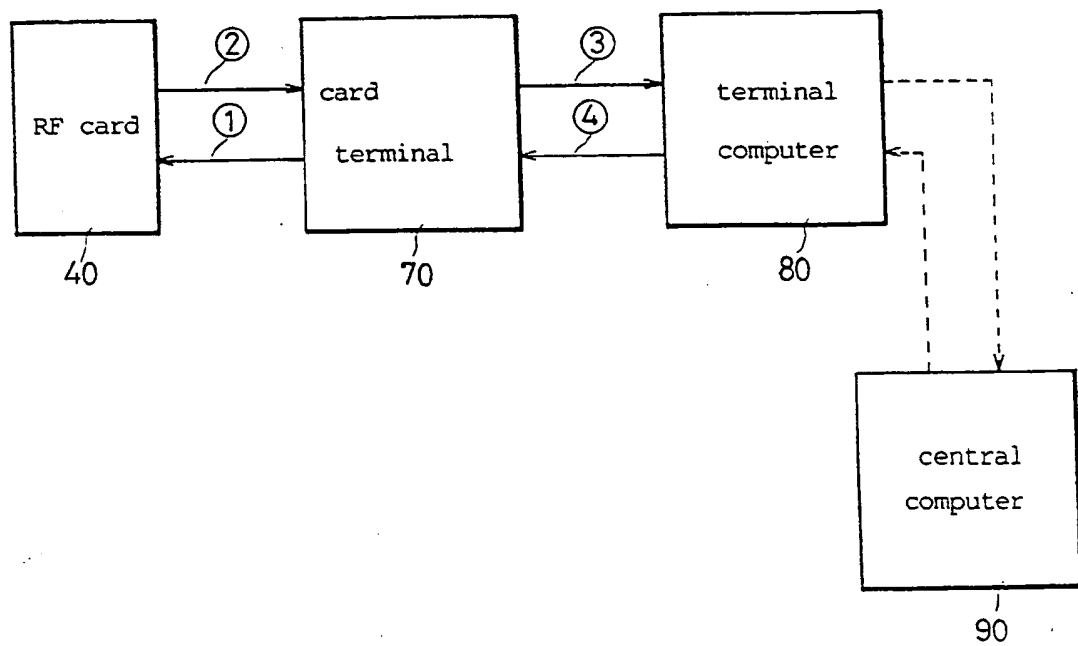 ②
③
①
④
RF card
card
terminal
terminal
computer
40
70
80
central
computer
90